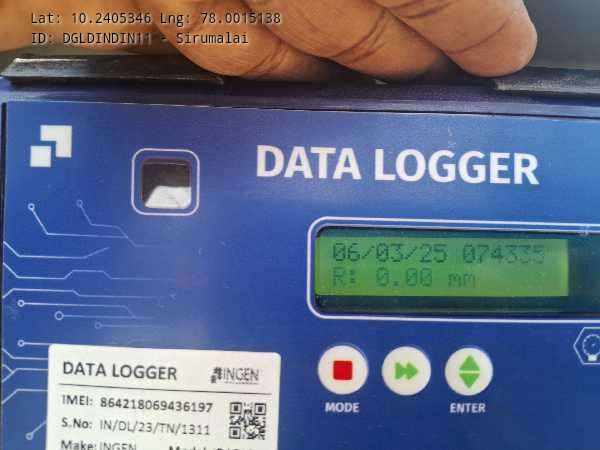 Lat: 10.2405346 Lng: 78.0015138
ID: DGLDINDIN11 - Sirumalai
DATA LOGGER
06/03/25 074335
R: 0.00 mm
DATA LOGGER
INGEN
IMEI: 864218069436197
S.No: IN/DL/23/TN/1311
Make: INGEN
MODE
ENTER